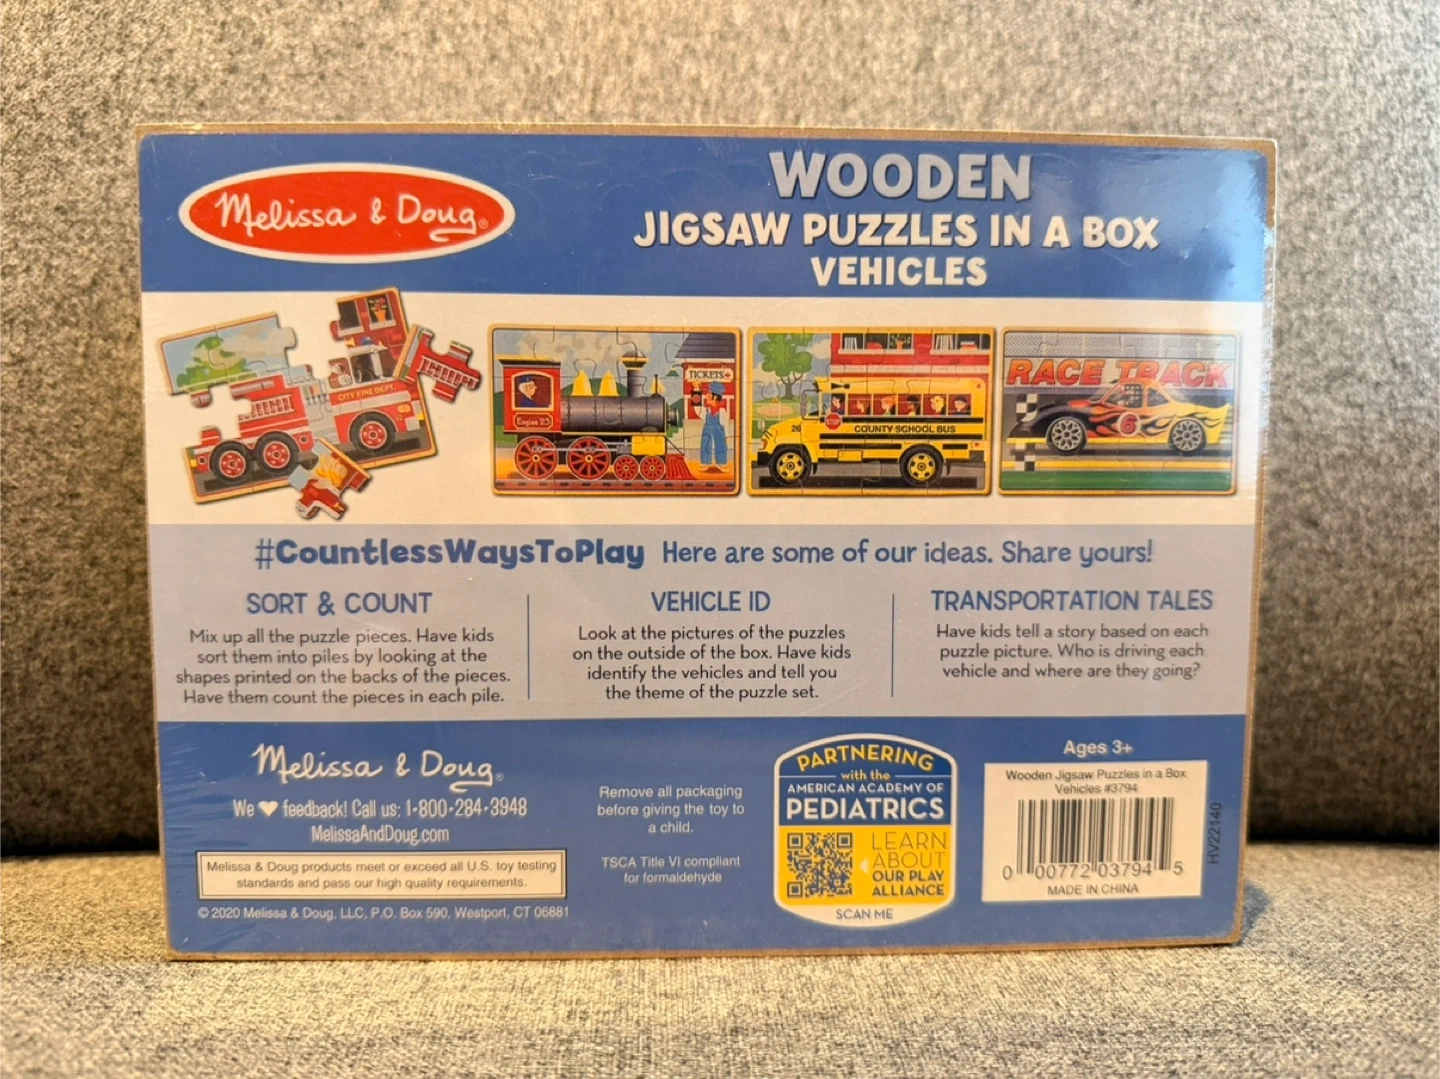 Melissa & Doug®
WOODEN
JIGSAW PUZZLES IN A BOX
VEHICLES
CITY FIRE DEPT.
Engine 23
TICKETS
26
STOP
COUNTY SCHOOL BUS
RACE TRACK
6
#CountlessWaysToPlay Here are some of our ideas. Share yours!
SORT & COUNT
Mix up all the puzzle pieces. Have kids
sort them into piles by looking at the
shapes printed on the backs of the pieces.
Have them count the pieces in each pile.
VEHICLE ID
Look at the pictures of the puzzles
on the outside of the box. Have kids
identify the vehicles and tell you
the theme of the puzzle set.
TRANSPORTATION TALES
Have kids tell a story based on each
puzzle picture. Who is driving each
vehicle and where are they going?
Melissa & Doug®
We ♥ feedback! Call us: 1-800-284-3948
MelissaAndDoug.com
Melissa & Doug products meet or exceed all U.S. toy testing
standards and pass our high quality requirements.
© 2020 Melissa & Doug, LLC, P.O. Box 590, Westport, CT 06881
Remove all packaging
before giving the toy to
a child.
TSCA Title VI compliant
for formaldehyde
PARTNERING
with the
AMERICAN ACADEMY OF
PEDIATRICS
LEARN
ABOUT
OUR PLAY
ALLIANCE
SCAN ME
Ages 3+
Wooden Jigsaw Puzzles in a Box
Vehicles #3794
0 00772 03794 5
MADE IN CHINA
HV22140